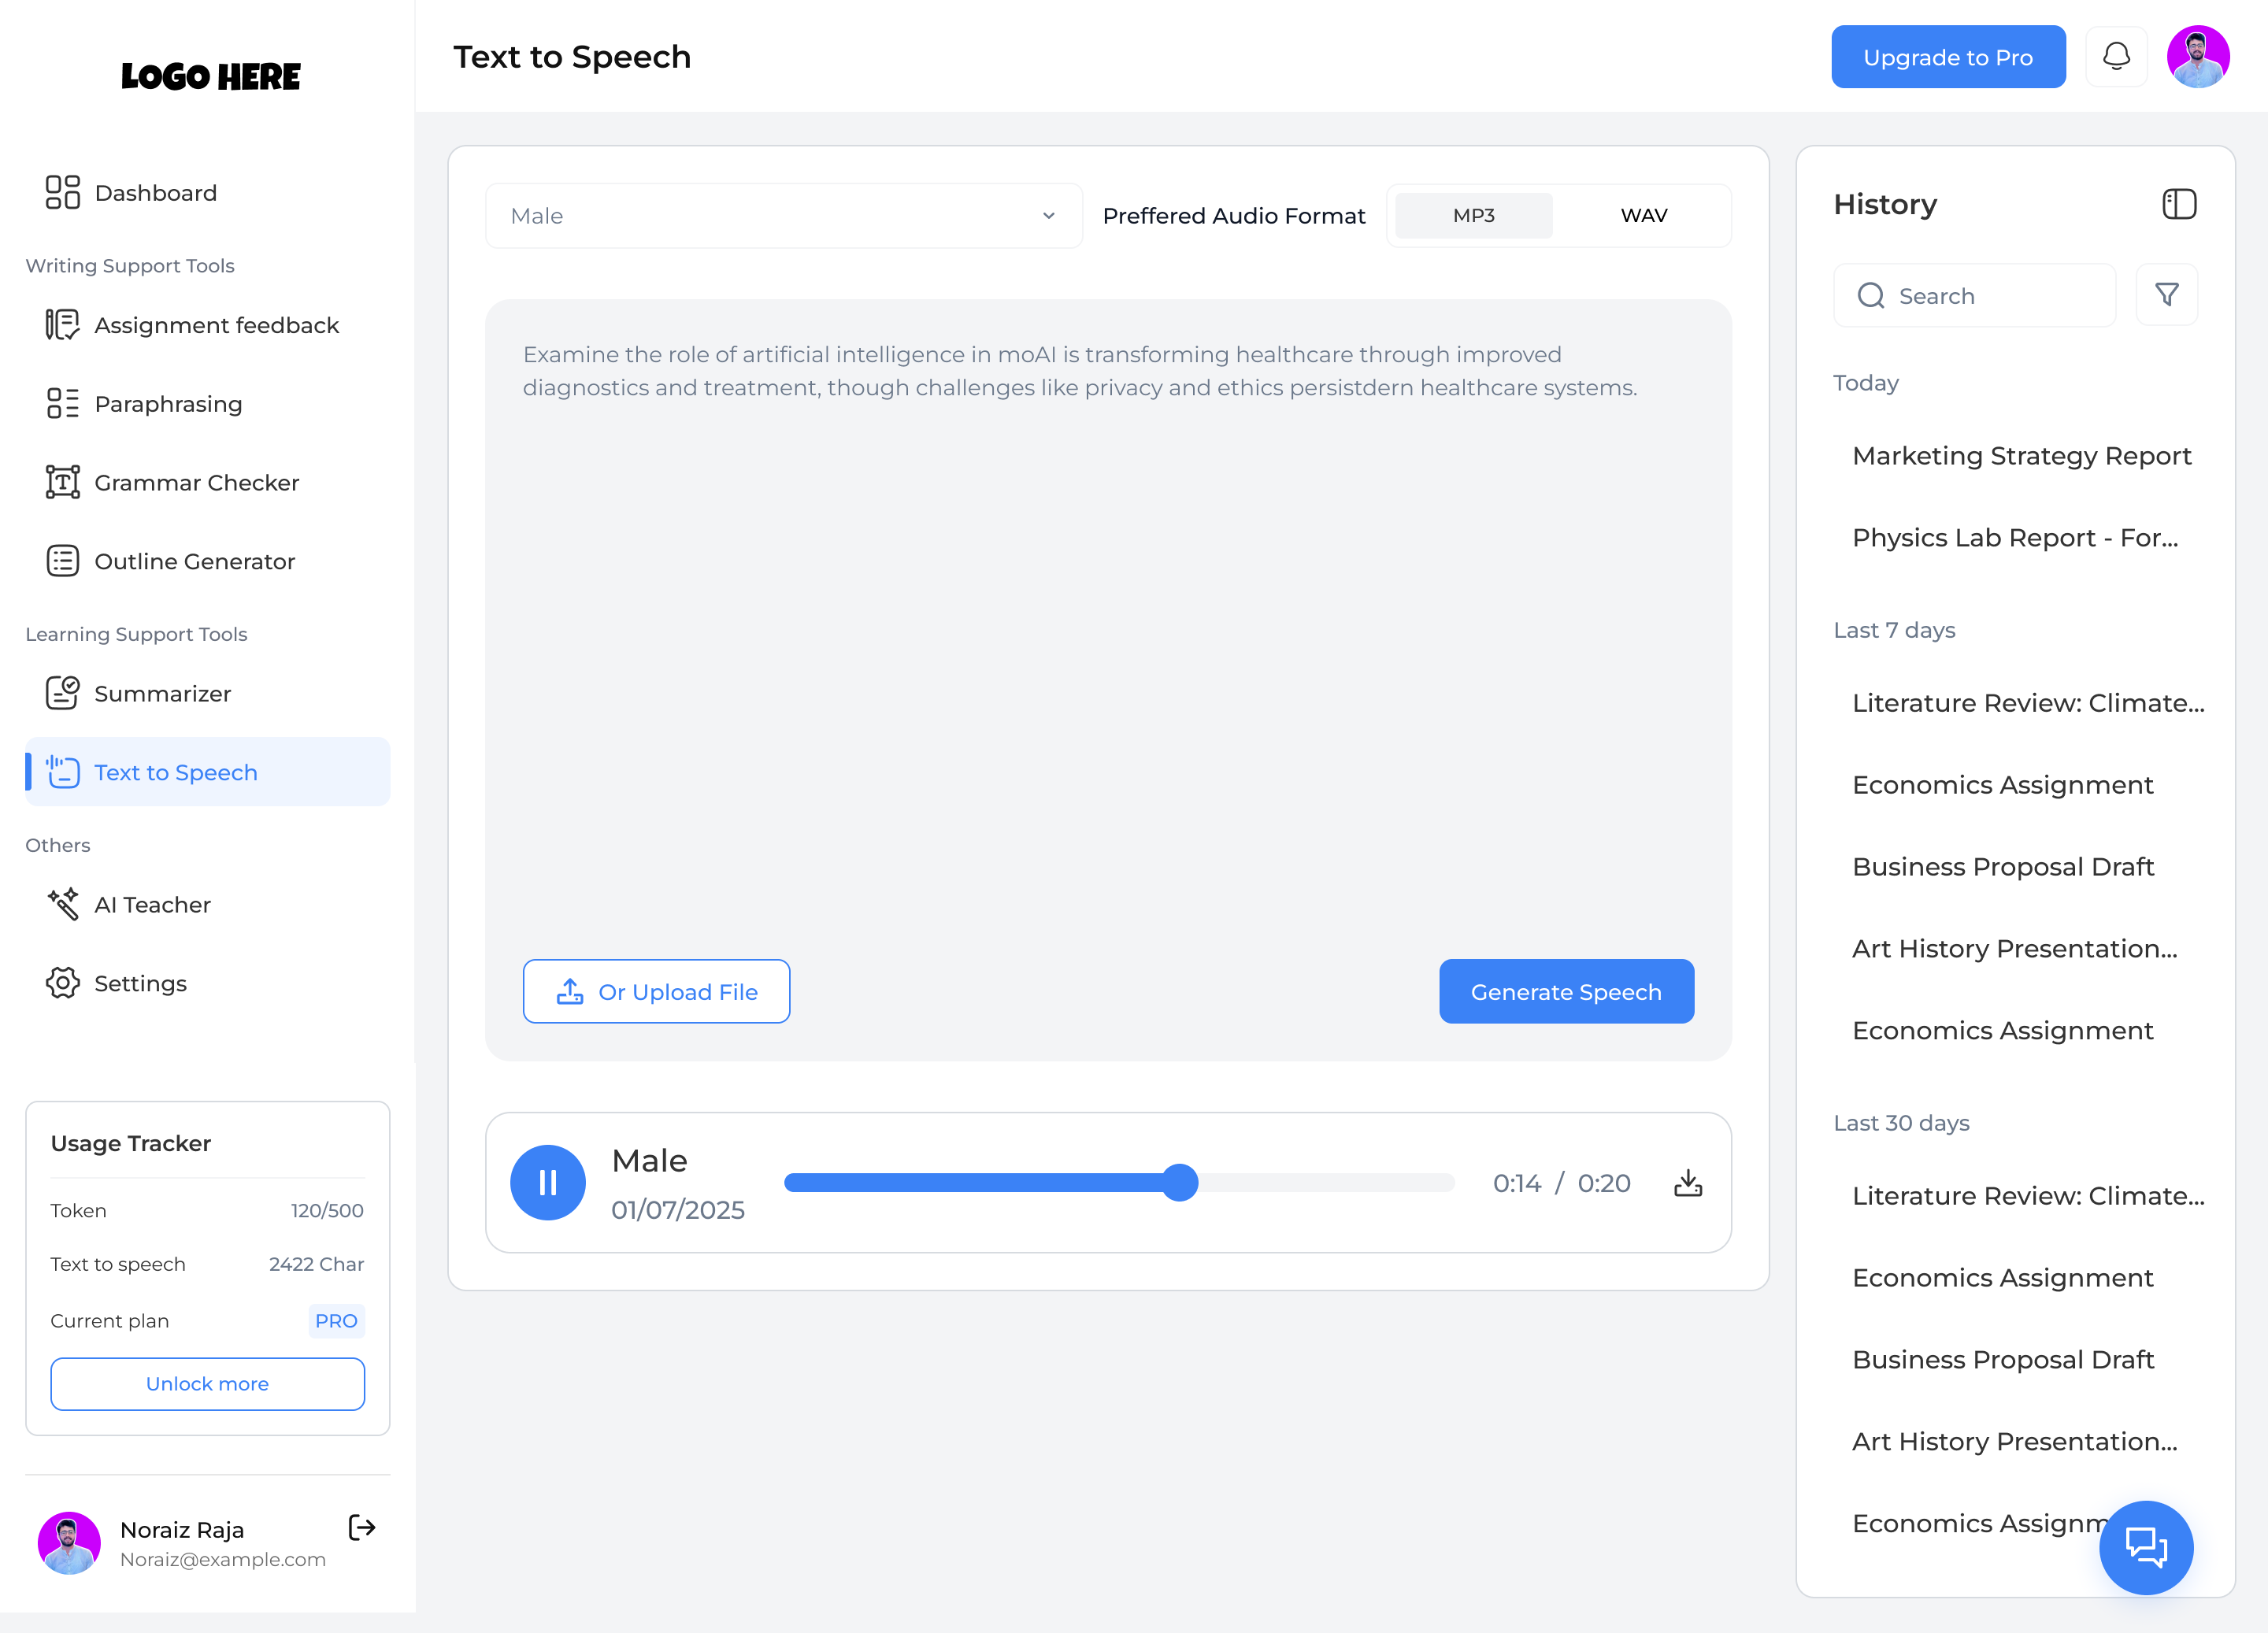 LOGO HERE
Dashboard
Writing Support Tools
Assignment feedback
Paraphrasing
Grammar Checker
Outline Generator
Learning Support Tools
Summarizer
Text to Speech
Others
AI Teacher
Settings
Usage Tracker
Token 120/500
Text to speech 2422 Char
Current plan PRO
Unlock more
Noraiz Raja
Noraiz@example.com
Text to Speech
Upgrade to Pro
Male
Preffered Audio Format
MP3
WAV
Examine the role of artificial intelligence in moAI is transforming healthcare through improved
diagnostics and treatment, though challenges like privacy and ethics persistdern healthcare systems.
Or Upload File
Generate Speech
Male
01/07/2025
0:14 / 0:20
History
Search
Today
Marketing Strategy Report
Physics Lab Report - For...
Last 7 days
Literature Review: Climate...
Economics Assignment
Business Proposal Draft
Art History Presentation...
Economics Assignment
Last 30 days
Literature Review: Climate...
Economics Assignment
Business Proposal Draft
Art History Presentation...
Economics Assignm